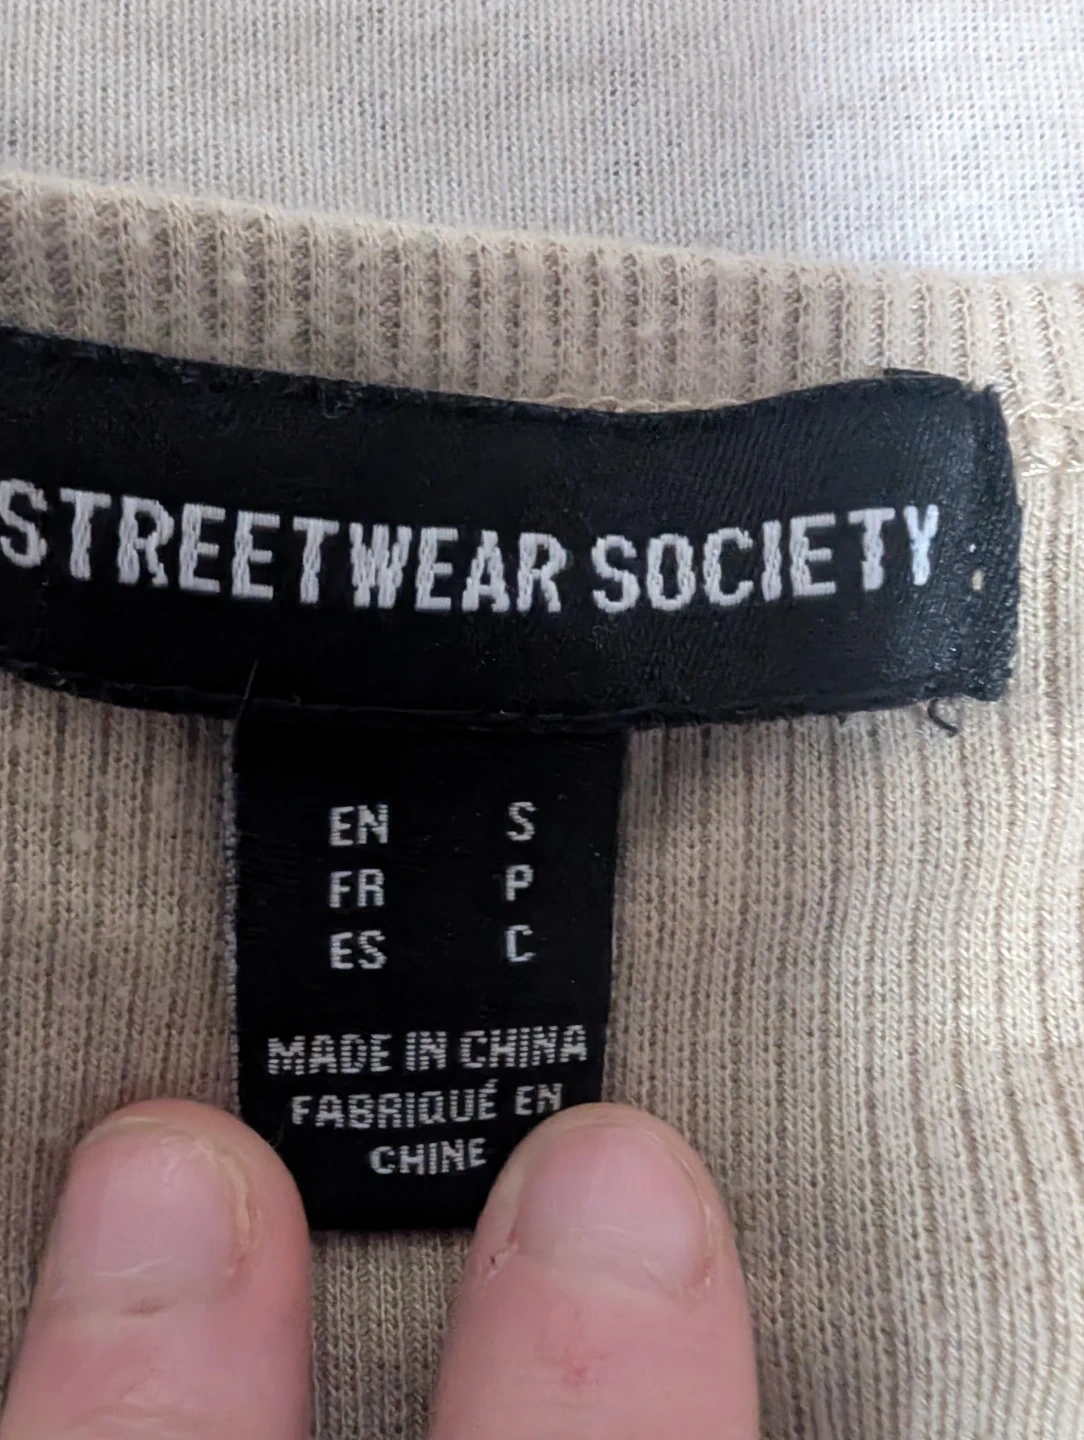 STREETWEAR SOCIETY
EN S
FR P
ES C
MADE IN CHINA
FABRIQUÉ EN
CHINE